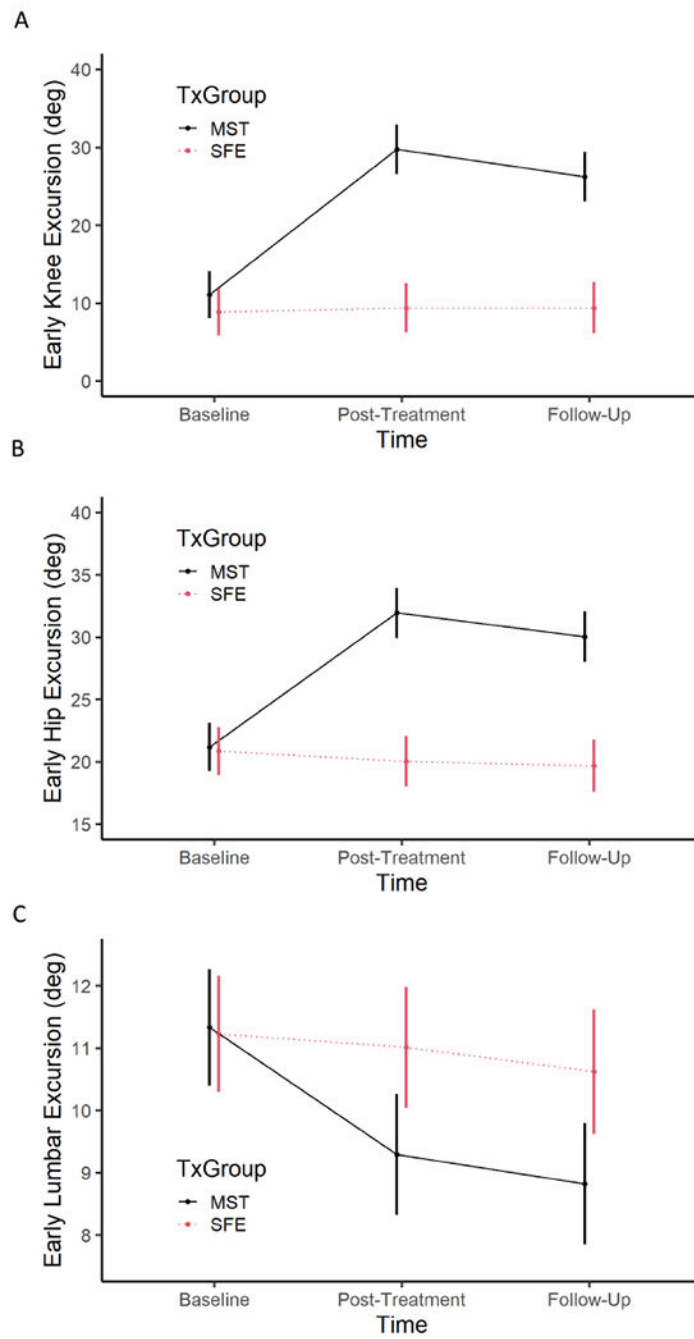 A
Early Knee Excursion (deg)
40
30
20
10
0
TxGroup
MST
SFE
Baseline
Post-Treatment
Follow-Up
Time
B
Early Hip Excursion (deg)
40
35
30
25
20
15
TxGroup
MST
SFE
Baseline
Post-Treatment
Follow-Up
Time
C
Early Lumbar Excursion (deg)
12
11
10
9
8
TxGroup
MST
SFE
Baseline
Post-Treatment
Follow-Up
Time